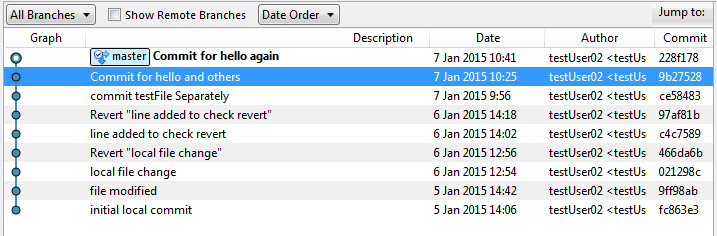 All Branches Show Remote Branches Date Order Jump to:
Graph Description Date Author Commit
master Commit for hello again 7 Jan 2015 10:41 testUser02 <testUs 228f178
Commit for hello and others 7 Jan 2015 10:25 testUser02 <testUs 9b27528
commit testFile Separately 7 Jan 2015 9:56 testUser02 <testUs ce58483
Revert "line added to check revert" 6 Jan 2015 14:18 testUser02 <testUs 97af81b
line added to check revert 6 Jan 2015 14:02 testUser02 <testUs c4c7589
Revert "local file change" 6 Jan 2015 12:56 testUser02 <testUs 466da6b
local file change 6 Jan 2015 12:54 testUser02 <testUs 021298c
file modified 5 Jan 2015 14:42 testUser02 <testUs 9ff98ab
initial local commit 5 Jan 2015 14:06 testUser02 <testUs fc863e3